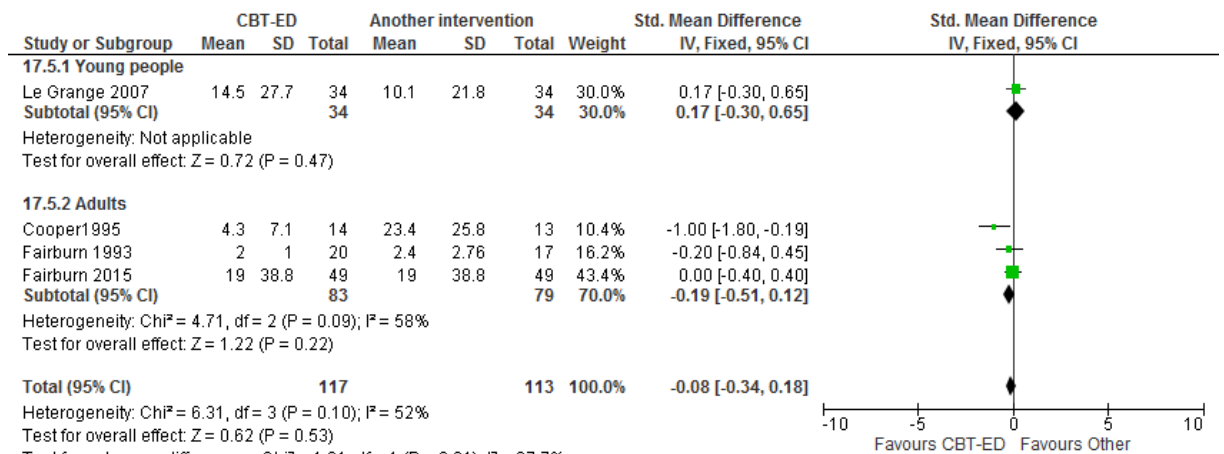 CBT-ED Another intervention Std. Mean Difference Std. Mean Difference
Study or Subgroup Mean SD Total Mean SD Total Weight IV, Fixed, 95% CI IV, Fixed, 95% CI
17.5.1 Young people
Le Grange 2007 14.5 27.7 34 10.1 21.8 34 30.0% 0.17 [-0.30, 0.65]
Subtotal (95% CI) 34 34 30.0% 0.17 [-0.30, 0.65]
Heterogeneity: Not applicable
Test for overall effect: Z = 0.72 (P = 0.47)
17.5.2 Adults
Cooper1995 4.3 7.1 14 23.4 25.8 13 10.4% -1.00 [-1.80, -0.19]
Fairburn 1993 2 1 20 2.4 2.76 17 16.2% -0.20 [-0.84, 0.45]
Fairburn 2015 19 38.8 49 19 38.8 49 43.4% 0.00 [-0.40, 0.40]
Subtotal (95% CI) 83 79 70.0% -0.19 [-0.51, 0.12]
Heterogeneity: Chi² = 4.71, df = 2 (P = 0.09); I² = 58%
Test for overall effect: Z = 1.22 (P = 0.22)
Total (95% CI) 117 113 100.0% -0.08 [-0.34, 0.18]
Heterogeneity: Chi² = 6.31, df = 3 (P = 0.10); I² = 52%
Test for overall effect: Z = 0.62 (P = 0.53)
-10 -5 0 5 10
Favours CBT-ED Favours Other